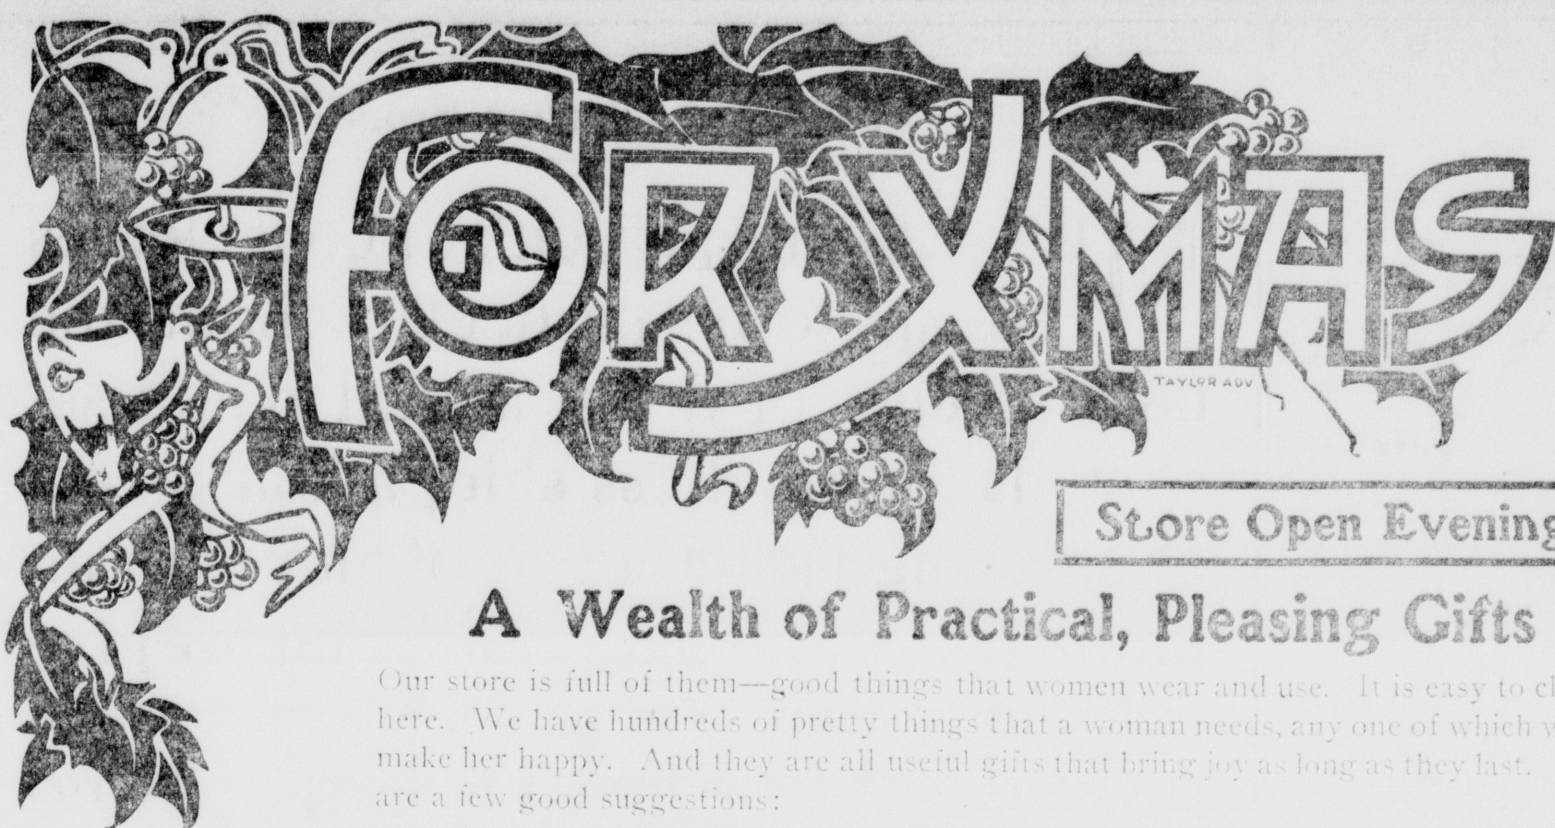 FOR XMAS
TAYLOR ADV
Store Open Evening
A Wealth of Practical, Pleasing Gifts
Our store is full of them—good things that women wear and use. It is easy to
here. We have hundreds of pretty things that a woman needs, any one of which
make her happy. And they are all useful gifts that bring joy as long as they last.
are a few good suggestions: